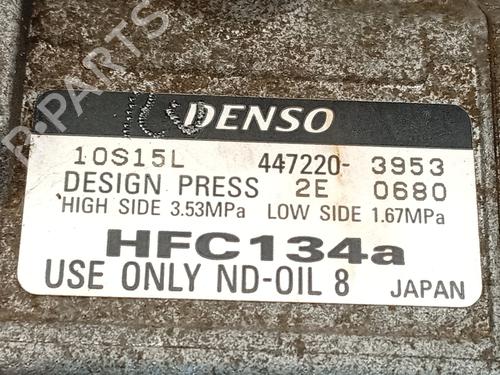 B-PARTS
DENSO
10S15L 447220- 3953
DESIGN PRESS 2E 0680
HIGH SIDE 3.53MPa LOW SIDE 1.67MPa
HFC134a
USE ONLY ND-OIL 8 JAPAN